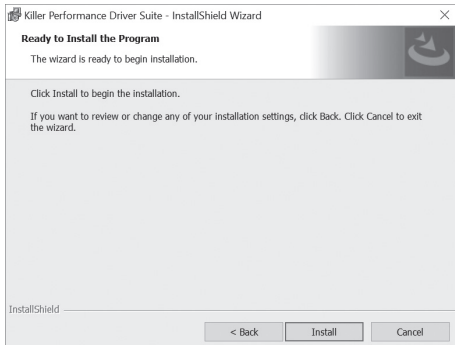 Killer Performance Driver Suite - InstallShield Wizard
Ready to Install the Program
The wizard is ready to begin installation.
Click Install to begin the installation.
If you want to review or change any of your installation settings, click Back. Click Cancel to exit
the wizard.
InstallShield
< Back Install Cancel